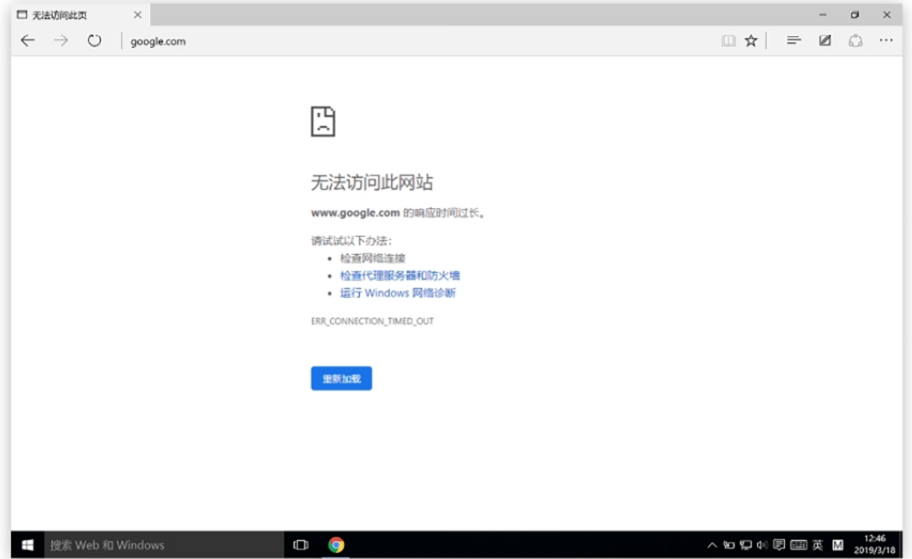 无法访问此页
google.com
无法访问此网站
www.google.com 的响应时间过长。
请试试以下办法：
检查网络连接
检查代理服务器和防火墙
运行 Windows 网络诊断
ERR_CONNECTION_TIMED_OUT
重新加载
搜索 Web 和 Windows
英
M
12:46
2019/3/18